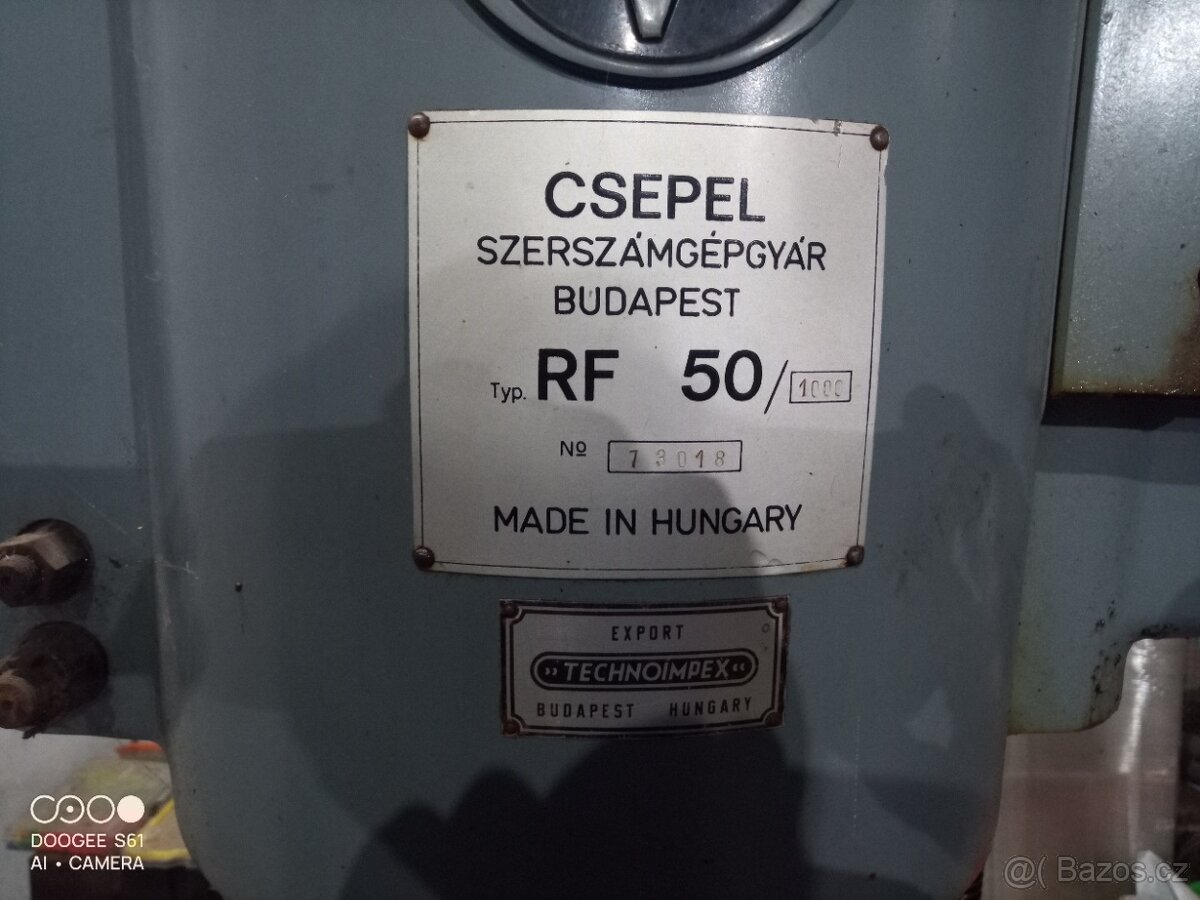 CSEPEL
SZERSZÁMGÉPGYÁR
BUDAPEST
Typ. RF 50/1000
Nº 73018
MADE IN HUNGARY
EXPORT
»TECHNOIMPEX«
BUDAPEST HUNGARY
DOOGEE S61
AI • CAMERA
@( Bazos.cz